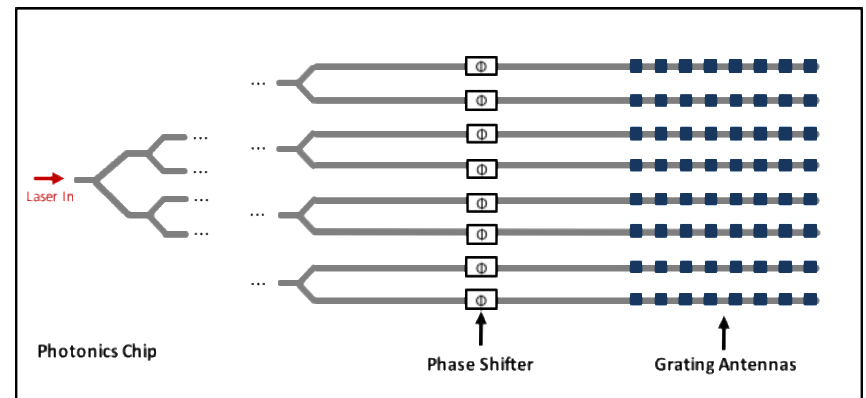 ...
Φ
...
Φ
...
Φ
...
...
Φ
Laser In
...
Φ
...
...
Φ
...
Φ
Φ
Photonics Chip
Phase Shifter
Grating Antennas